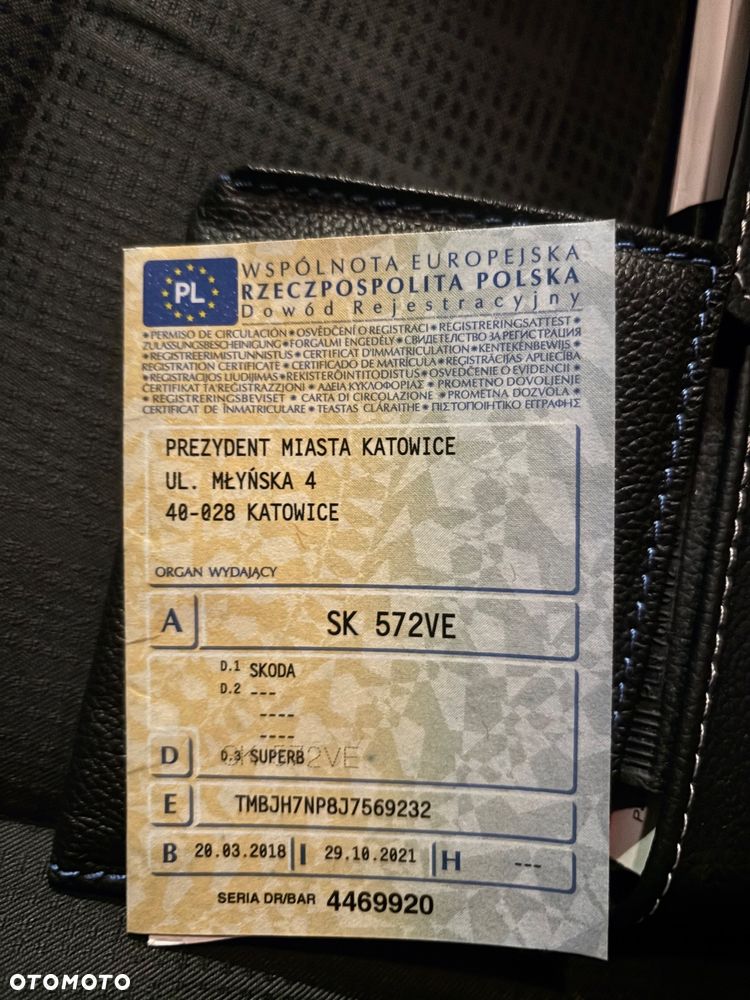 PL
WSPÓLNOTA EUROPEJSKA
RZECZPOSPOLITA POLSKA
Dowód Rejestracyjny
* PERMISO DE CIRCULACIÓN * OSVĚDČENÍ O REGISTRACI * REGISTRERINGSATTEST *
ZULASSUNGSBESCHEINIGUNG * FORGALMI ENGEDÉLY * СВИДЕТЕЛСТВО ЗА РЕГИСТРАЦИЯ
* REGISTREERIMISTUNNISTUS * CERTIFICAT D'IMMATRICULATION * KENTEKENBEWIJS *
REGISTRATION CERTIFICATE * CERTIFICADO DE MATRÍCULA * REĢISTRĀCIJAS APLIECĪBA
* REGISTRACIJOS LIUDIJIMAS * REKISTERÖINTITODISTUS * OSVEDČENIE O EVIDENCII *
ĊERTIFIKAT TA'REĠISTRAZZJONI * ΑΔΕΙΑ ΚΥΚΛΟΦΟΡΙΑΣ * PROMETNO DOVOLJENJE
* REGISTRERINGSBEVISET * CARTA DI CIRCOLAZIONE * PROMETNA DOZVOLA *
CERTIFICAT DE ÎNMATRICULARE * TEASTAS CLÁRAITHE * ΠΙΣΤΟΠΟΙΗΤΙΚΟ ΕΓΓΡΑΦΗΣ
PREZYDENT MIASTA KATOWICE
UL. MŁYŃSKA 4
40-028 KATOWICE
ORGAN WYDAJĄCY
A SK 572VE
D.1 SKODA
D.2 ---
----
----
D D.3 SUPERB
SK 572VE
E TMBJH7NP8J7569232
B 20.03.2018 I 29.10.2021 H ---
SERIA DR/BAR 4469920
OTOMOTO